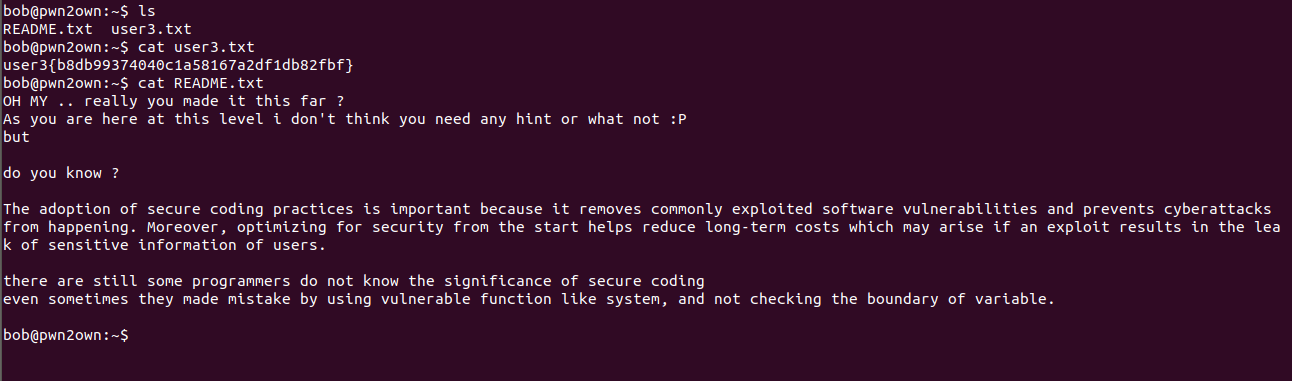 bob@pwn2own:~$ ls
README.txt  user3.txt
bob@pwn2own:~$ cat user3.txt
user3{b8db99374040c1a58167a2df1db82fbf}
bob@pwn2own:~$ cat README.txt
OH MY .. really you made it this far ?
As you are here at this level i don't think you need any hint or what not :P
but
do you know ?
The adoption of secure coding practices is important because it removes commonly exploited software vulnerabilities and prevents cyberattacks
from happening. Moreover, optimizing for security from the start helps reduce long-term costs which may arise if an exploit results in the lea
k of sensitive information of users.
there are still some programmers do not know the significance of secure coding
even sometimes they made mistake by using vulnerable function like system, and not checking the boundary of variable.
bob@pwn2own:~$